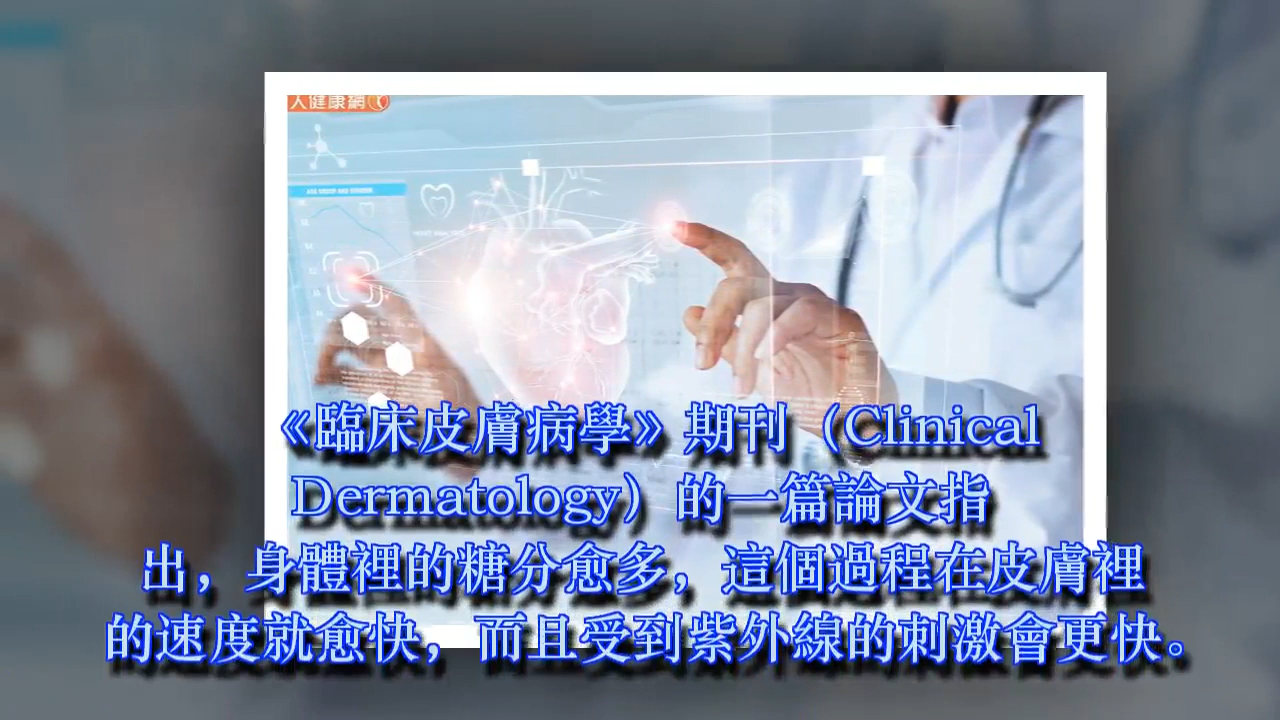 人健康網
《臨床皮膚病學》期刊（Clinical
Dermatology）的一篇論文指
出，身體裡的糖分愈多，這個過程在皮膚裡
的速度就愈快，而且受到紫外線的刺激會更快。